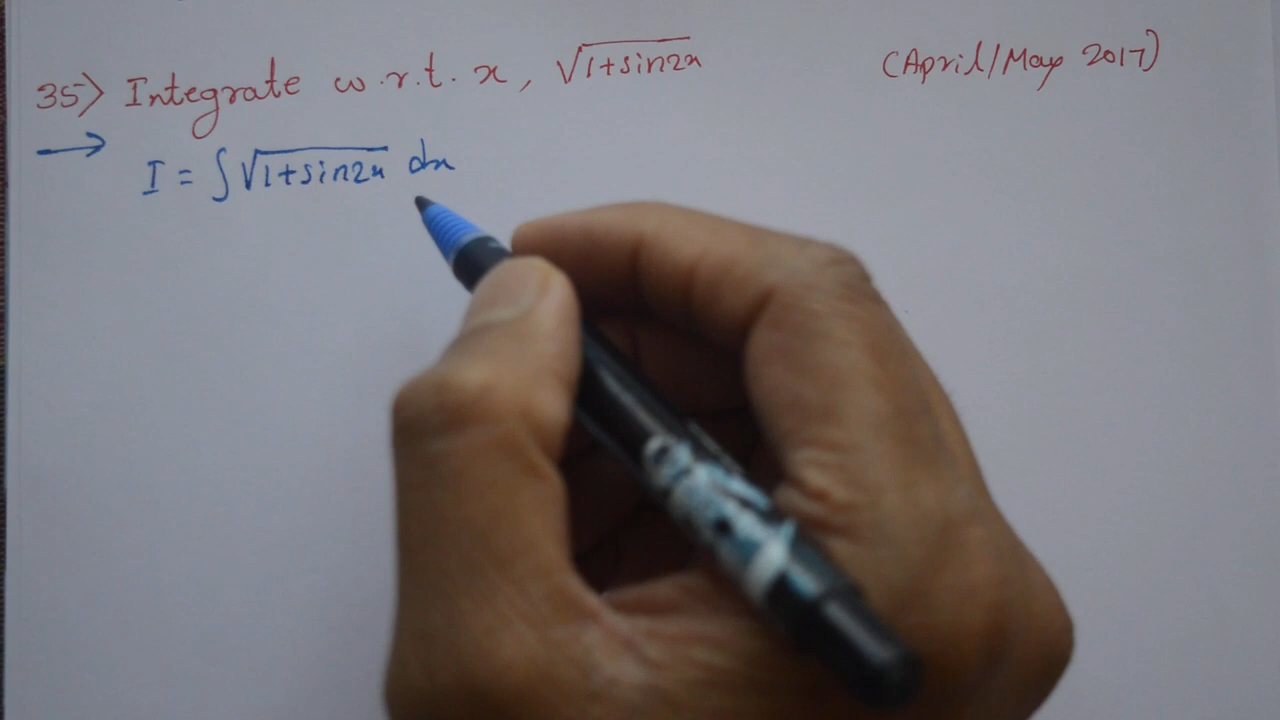 35) Integrate w.r.t. x, √1+sin2x (April/May 2017)
→ I = ∫√1+sin2x dx